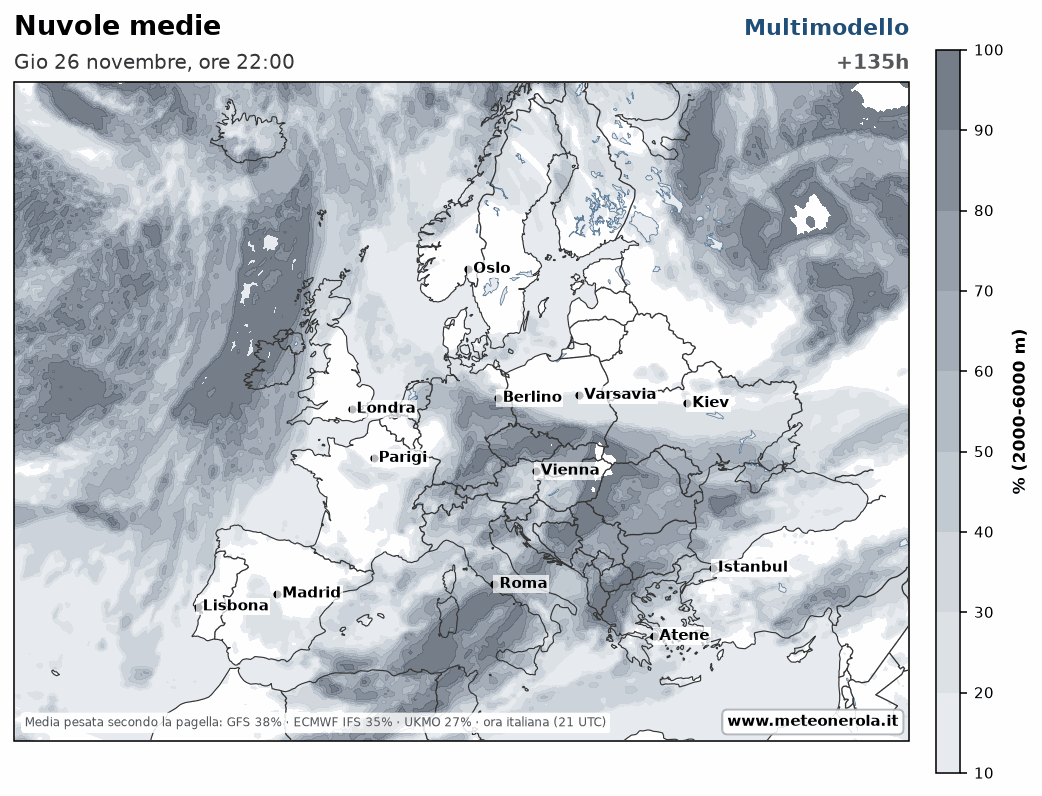 Nuvole medie
Multimodello
Gio 26 novembre, ore 22:00
+135h
100
90
80
70
60
50
40
30
20
10
% (2000-6000 m)
Oslo
Berlino
Varsavia
Kiev
Londra
Parigi
Vienna
Istanbul
Roma
Madrid
Lisbona
Atene
Media pesata secondo la pagella: GFS 38% · ECMWF IFS 35% · UKMO 27% · ora italiana (21 UTC)
www.meteonerola.it